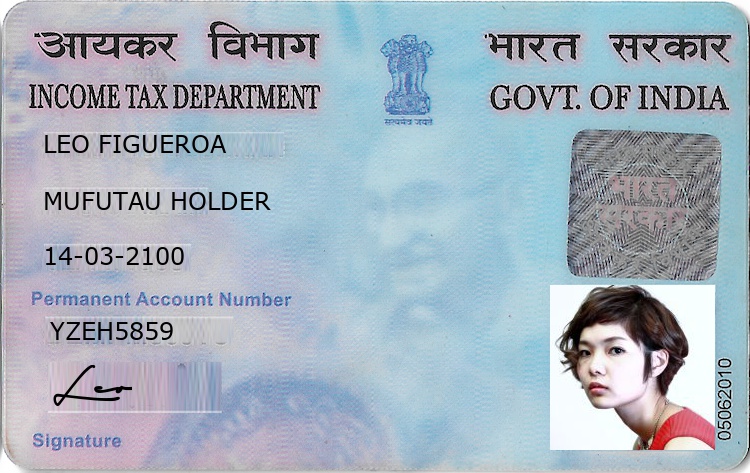 आयकर विभाग भारत सरकार
INCOME TAX DEPARTMENT GOVT. OF INDIA
सत्यमेव जयते
LEO FIGUEROA
MUFUTAU HOLDER
14-03-2100
भारत सरकार
Permanent Account Number
YZEH5859
Leo
Signature
05062010